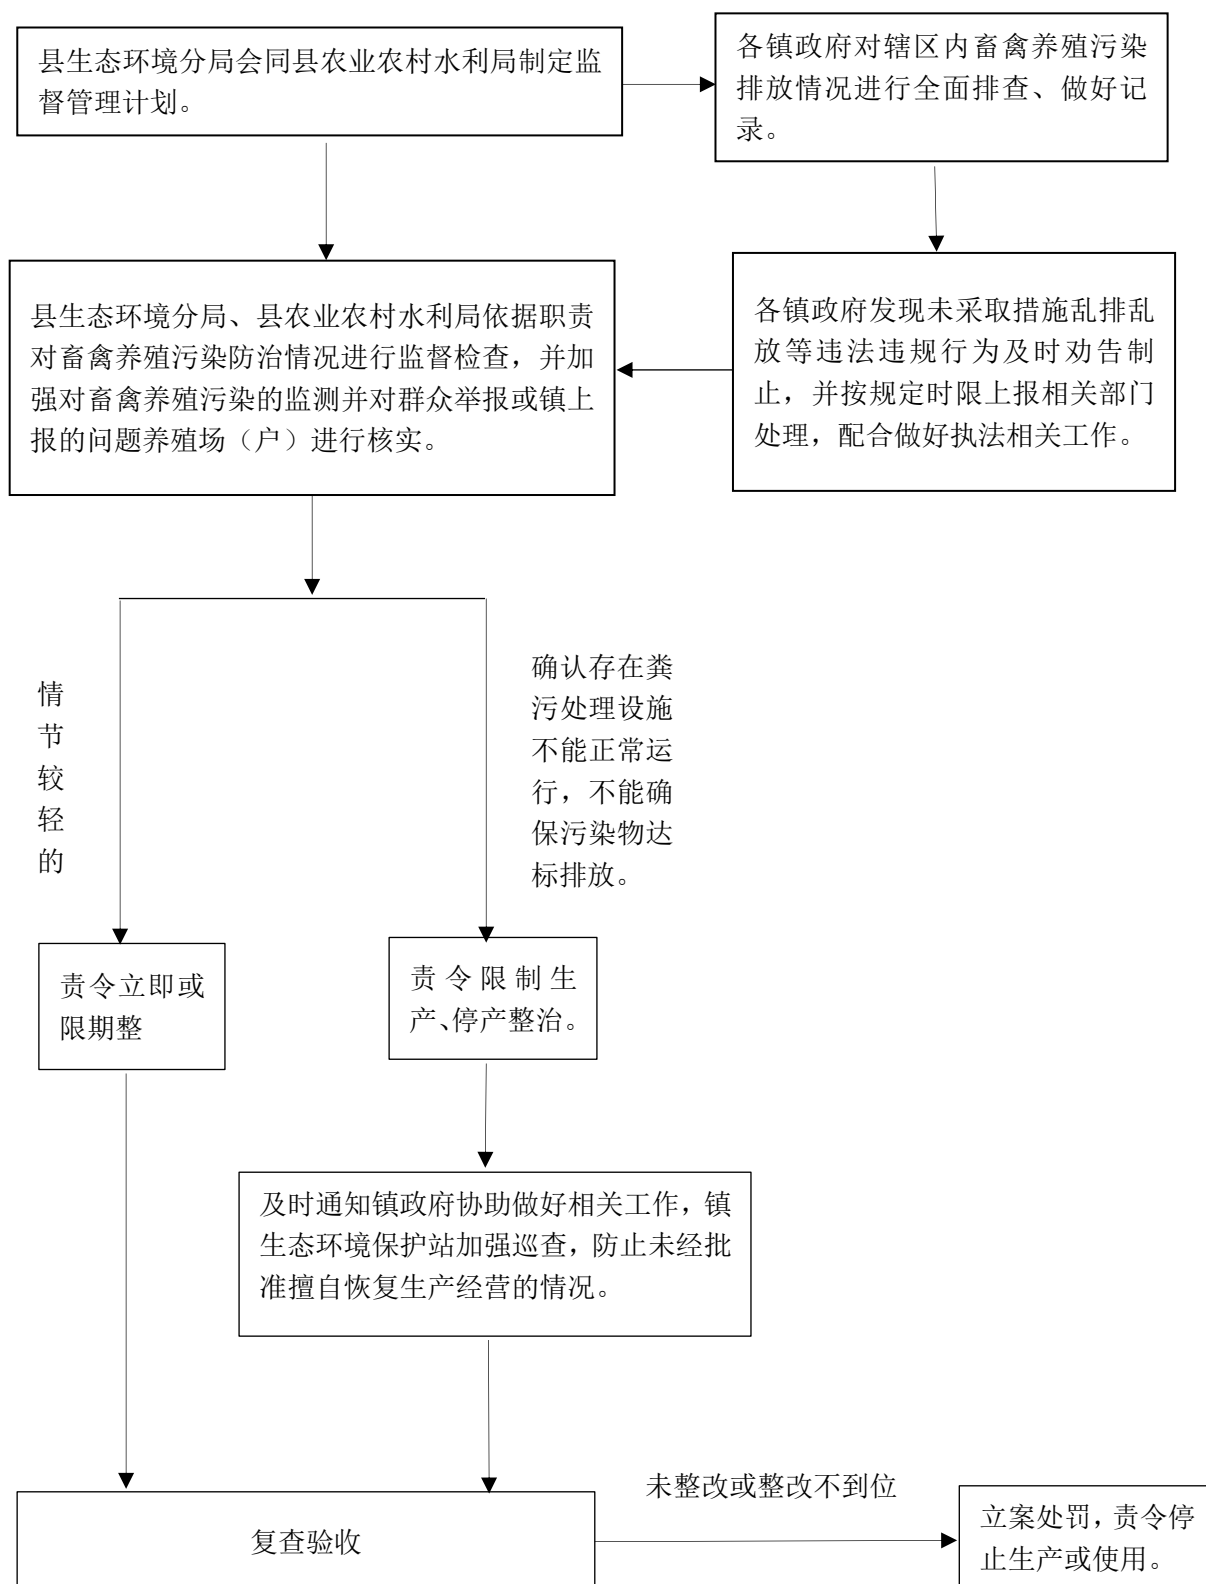 县生态环境分局会同县农业农村水利局制定监
督管理计划。
各镇政府对辖区内畜禽养殖污染
排放情况进行全面排查、做好记
录。
县生态环境分局、县农业农村水利局依据职责
对畜禽养殖污染防治情况进行监督检查，并加
强对畜禽养殖污染的监测并对群众举报或镇上
报的问题养殖场（户）进行核实。
各镇政府发现未采取措施乱排乱
放等违法违规行为及时劝告制
止，并按规定时限上报相关部门
处理，配合做好执法相关工作。
情
节
较
轻
的
确认存在粪
污处理设施
不能正常运
行，不能确
保污染物达
标排放。
责令立即或
限期整
责令限制生
产、停产整治。
及时通知镇政府协助做好相关工作，镇
生态环境保护站加强巡查，防止未经批
准擅自恢复生产经营的情况。
复查验收
未整改或整改不到位
立案处罚，责令停
止生产或使用。